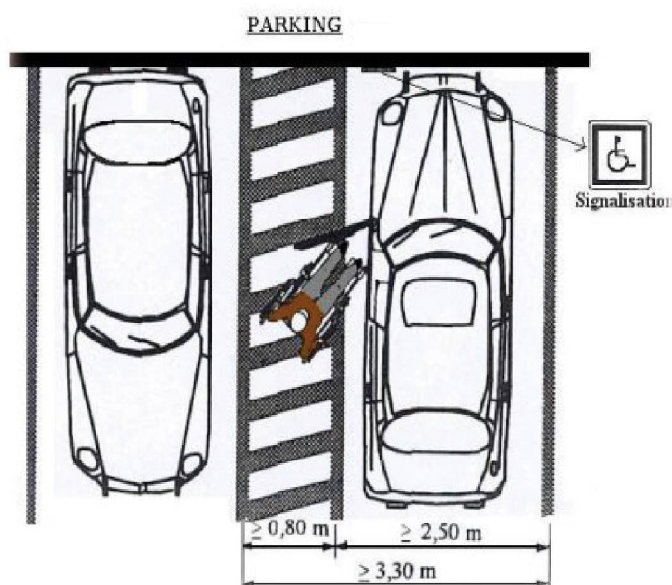 PARKING
Signalisation
≥ 0,80 m
≥ 2,50 m
≥ 3,30 m